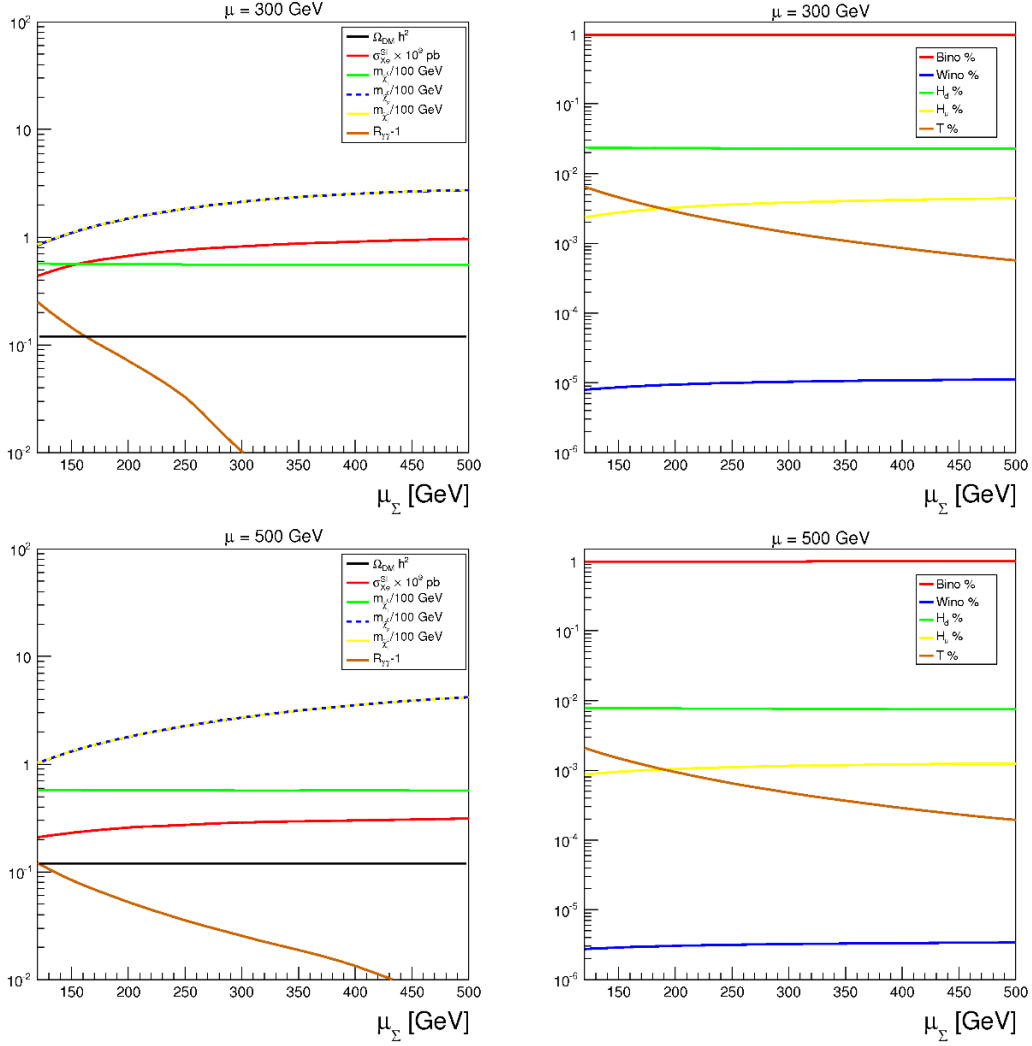 μ = 300 GeV
10²
10
1
10⁻¹
10⁻²
Ω_DM h²
σ^SI_Xe × 10⁹ pb
/100 GeV
/100 GeV
/100 GeV
R_γγ-1
150 200 250 300 350 400 450 500
μ_Σ [GeV]
μ = 300 GeV
1
10⁻¹
10⁻²
10⁻³
10⁻⁴
10⁻⁵
10⁻⁶
Bino %
Wino %
H_d %
H_u %
T %
150 200 250 300 350 400 450 500
μ_Σ [GeV]
μ = 500 GeV
10²
10
1
10⁻¹
10⁻²
Ω_DM h²
σ^SI_Xe × 10⁹ pb
/100 GeV
/100 GeV
/100 GeV
R_γγ-1
150 200 250 300 350 400 450 500
μ_Σ [GeV]
μ = 500 GeV
1
10⁻¹
10⁻²
10⁻³
10⁻⁴
10⁻⁵
10⁻⁶
Bino %
Wino %
H_d %
H_u %
T %
150 200 250 300 350 400 450 500
μ_Σ [GeV]